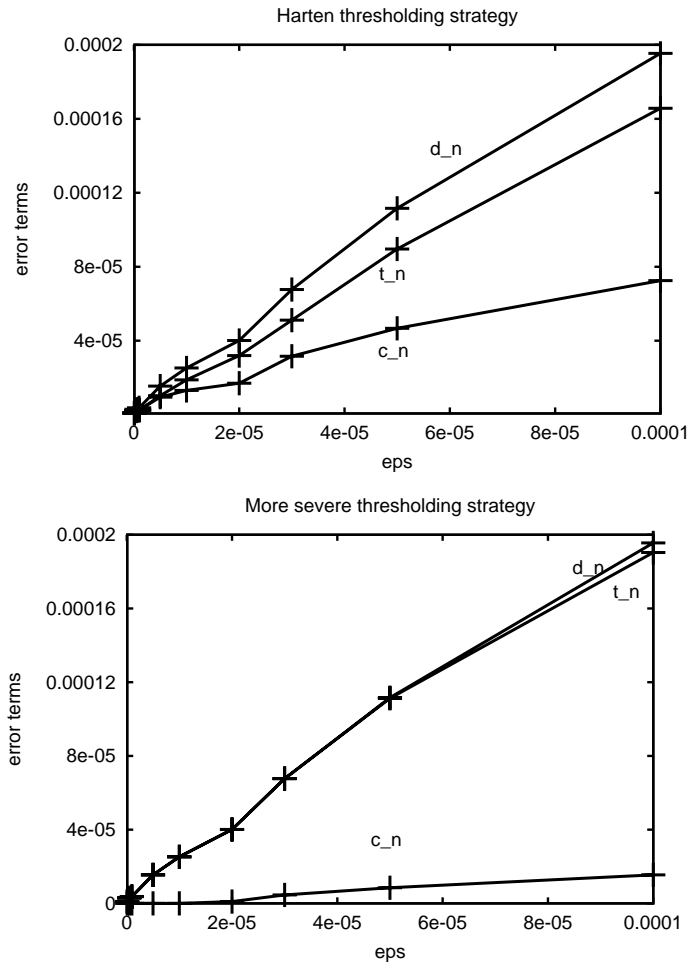 Harten thresholding strategy
0.0002
0.00016
0.00012
8e-05
4e-05
error terms
d_n
t_n
c_n
0
2e-05
4e-05
6e-05
8e-05
0.0001
eps
More severe thresholding strategy
0.0002
0.00016
0.00012
8e-05
4e-05
0
error terms
d_n
t_n
c_n
0
2e-05
4e-05
6e-05
8e-05
0.0001
eps